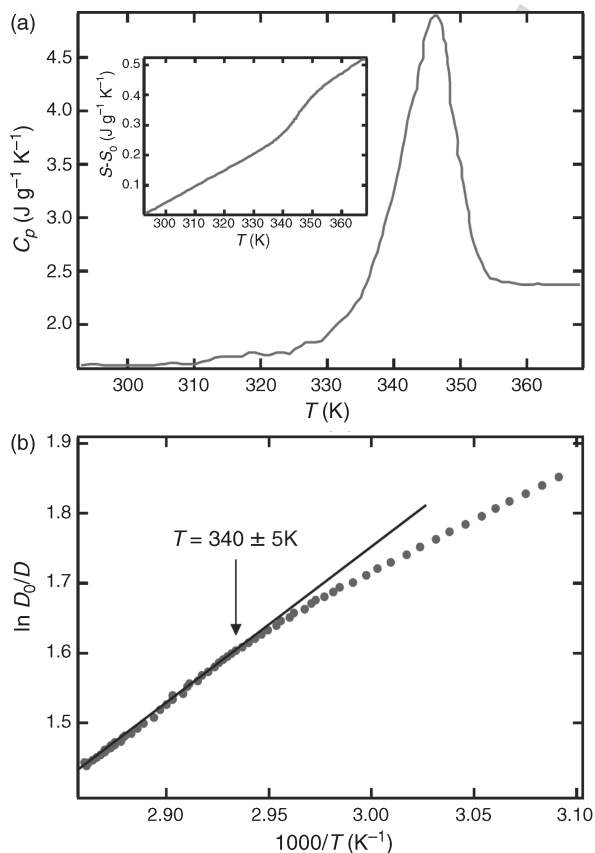 (a)
C_p (J g⁻¹ K⁻¹)
4.5
4.0
3.5
3.0
2.5
2.0
S-S₀ (J g⁻¹ K⁻¹)
0.5
0.4
0.3
0.2
0.1
300 310 320 330 340 350 360
T (K)
300 310 320 330 340 350 360
T (K)
(b)
ln D₀/D
1.9
1.8
1.7
1.6
1.5
T = 340 ± 5K
2.90 2.95 3.00 3.05 3.10
1000/T (K⁻¹)